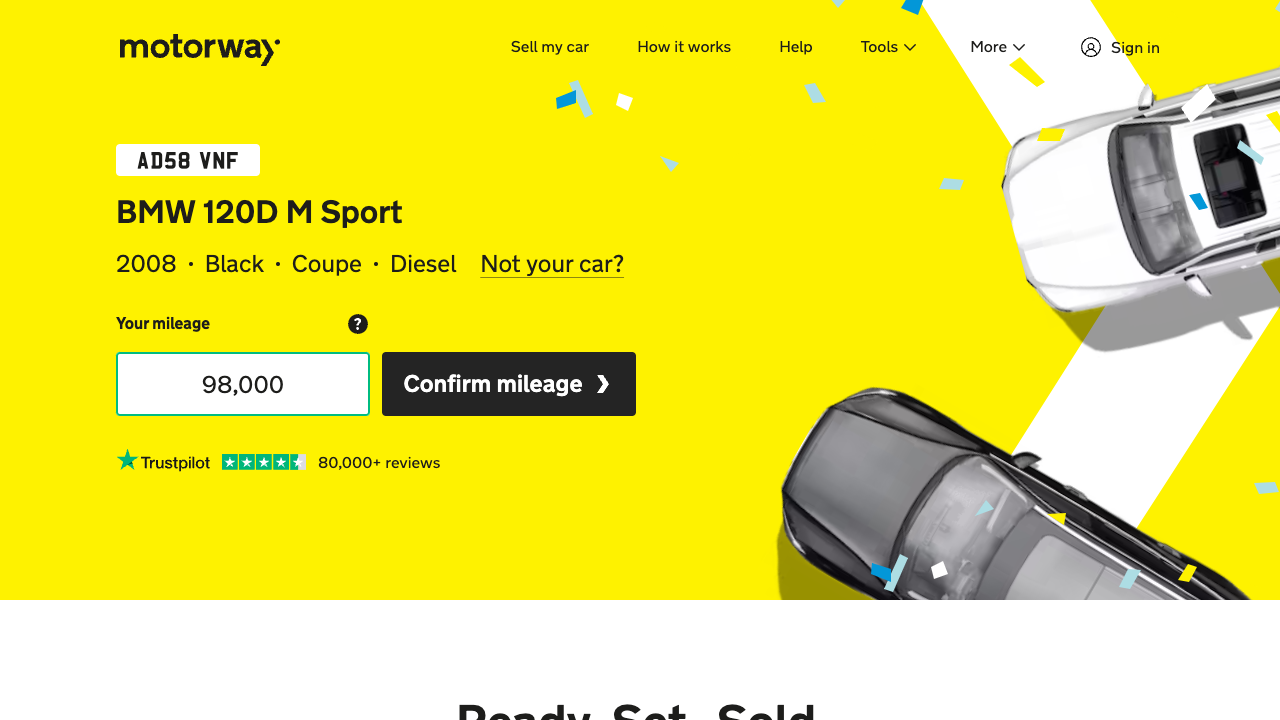 motorway
Sell my car
How it works
Help
Tools
More
Sign in
AD58 VNF
BMW 120D M Sport
2008 · Black · Coupe · Diesel
Not your car?
Your mileage
?
98,000
Confirm mileage
Trustpilot
80,000+ reviews
Ready. Set. Sold.